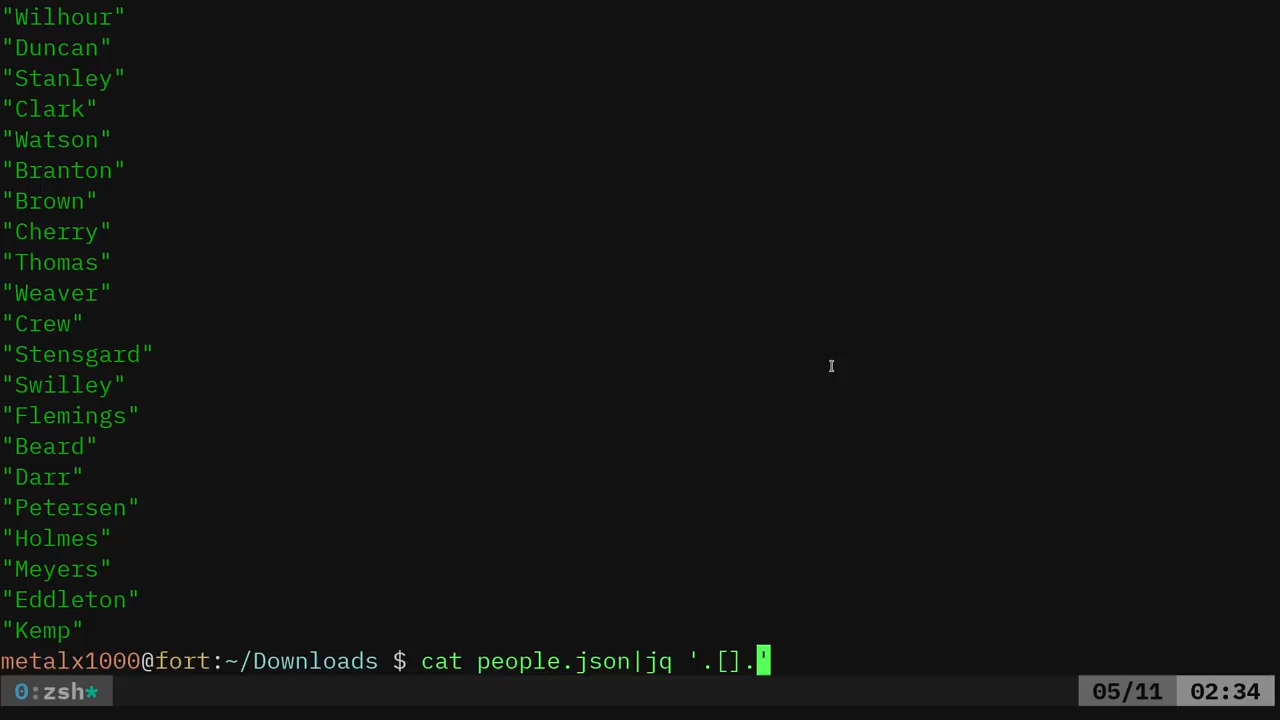 "Wilhour"
"Duncan"
"Stanley"
"Clark"
"Watson"
"Branton"
"Brown"
"Cherry"
"Thomas"
"Weaver"
"Crew"
"Stensgard"
"Swilley"
"Flemings"
"Beard"
"Darr"
"Petersen"
"Holmes"
"Meyers"
"Eddleton"
"Kemp"
metalx1000@fort:~/Downloads $ cat people.json|jq '.[].'
0:zsh* 05/11 02:34